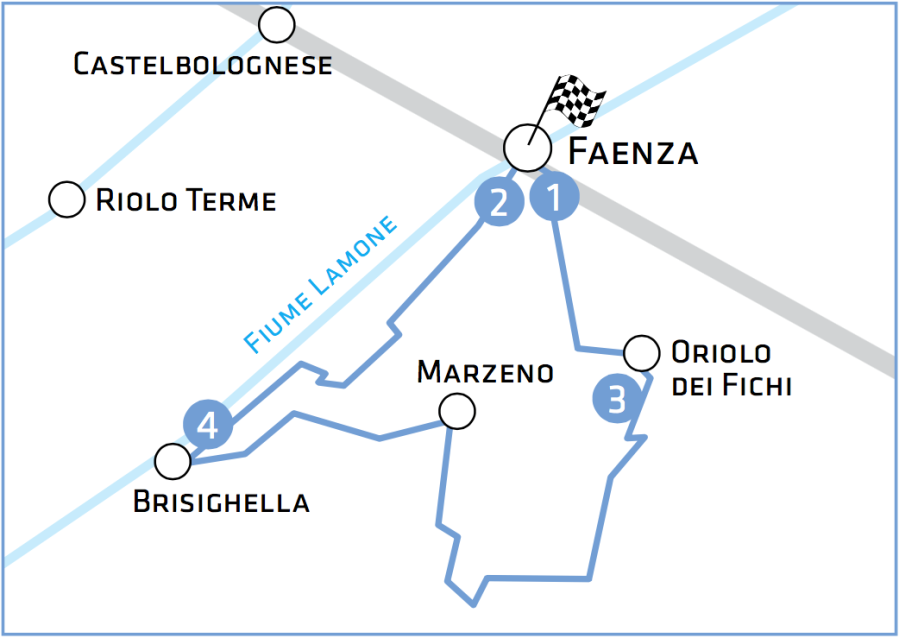 CASTELBOLOGNESE
FAENZA
RIOLO TERME
2
1
FIUME LAMONE
ORIOLO
DEI FICHI
MARZENO
3
4
BRISIGHELLA